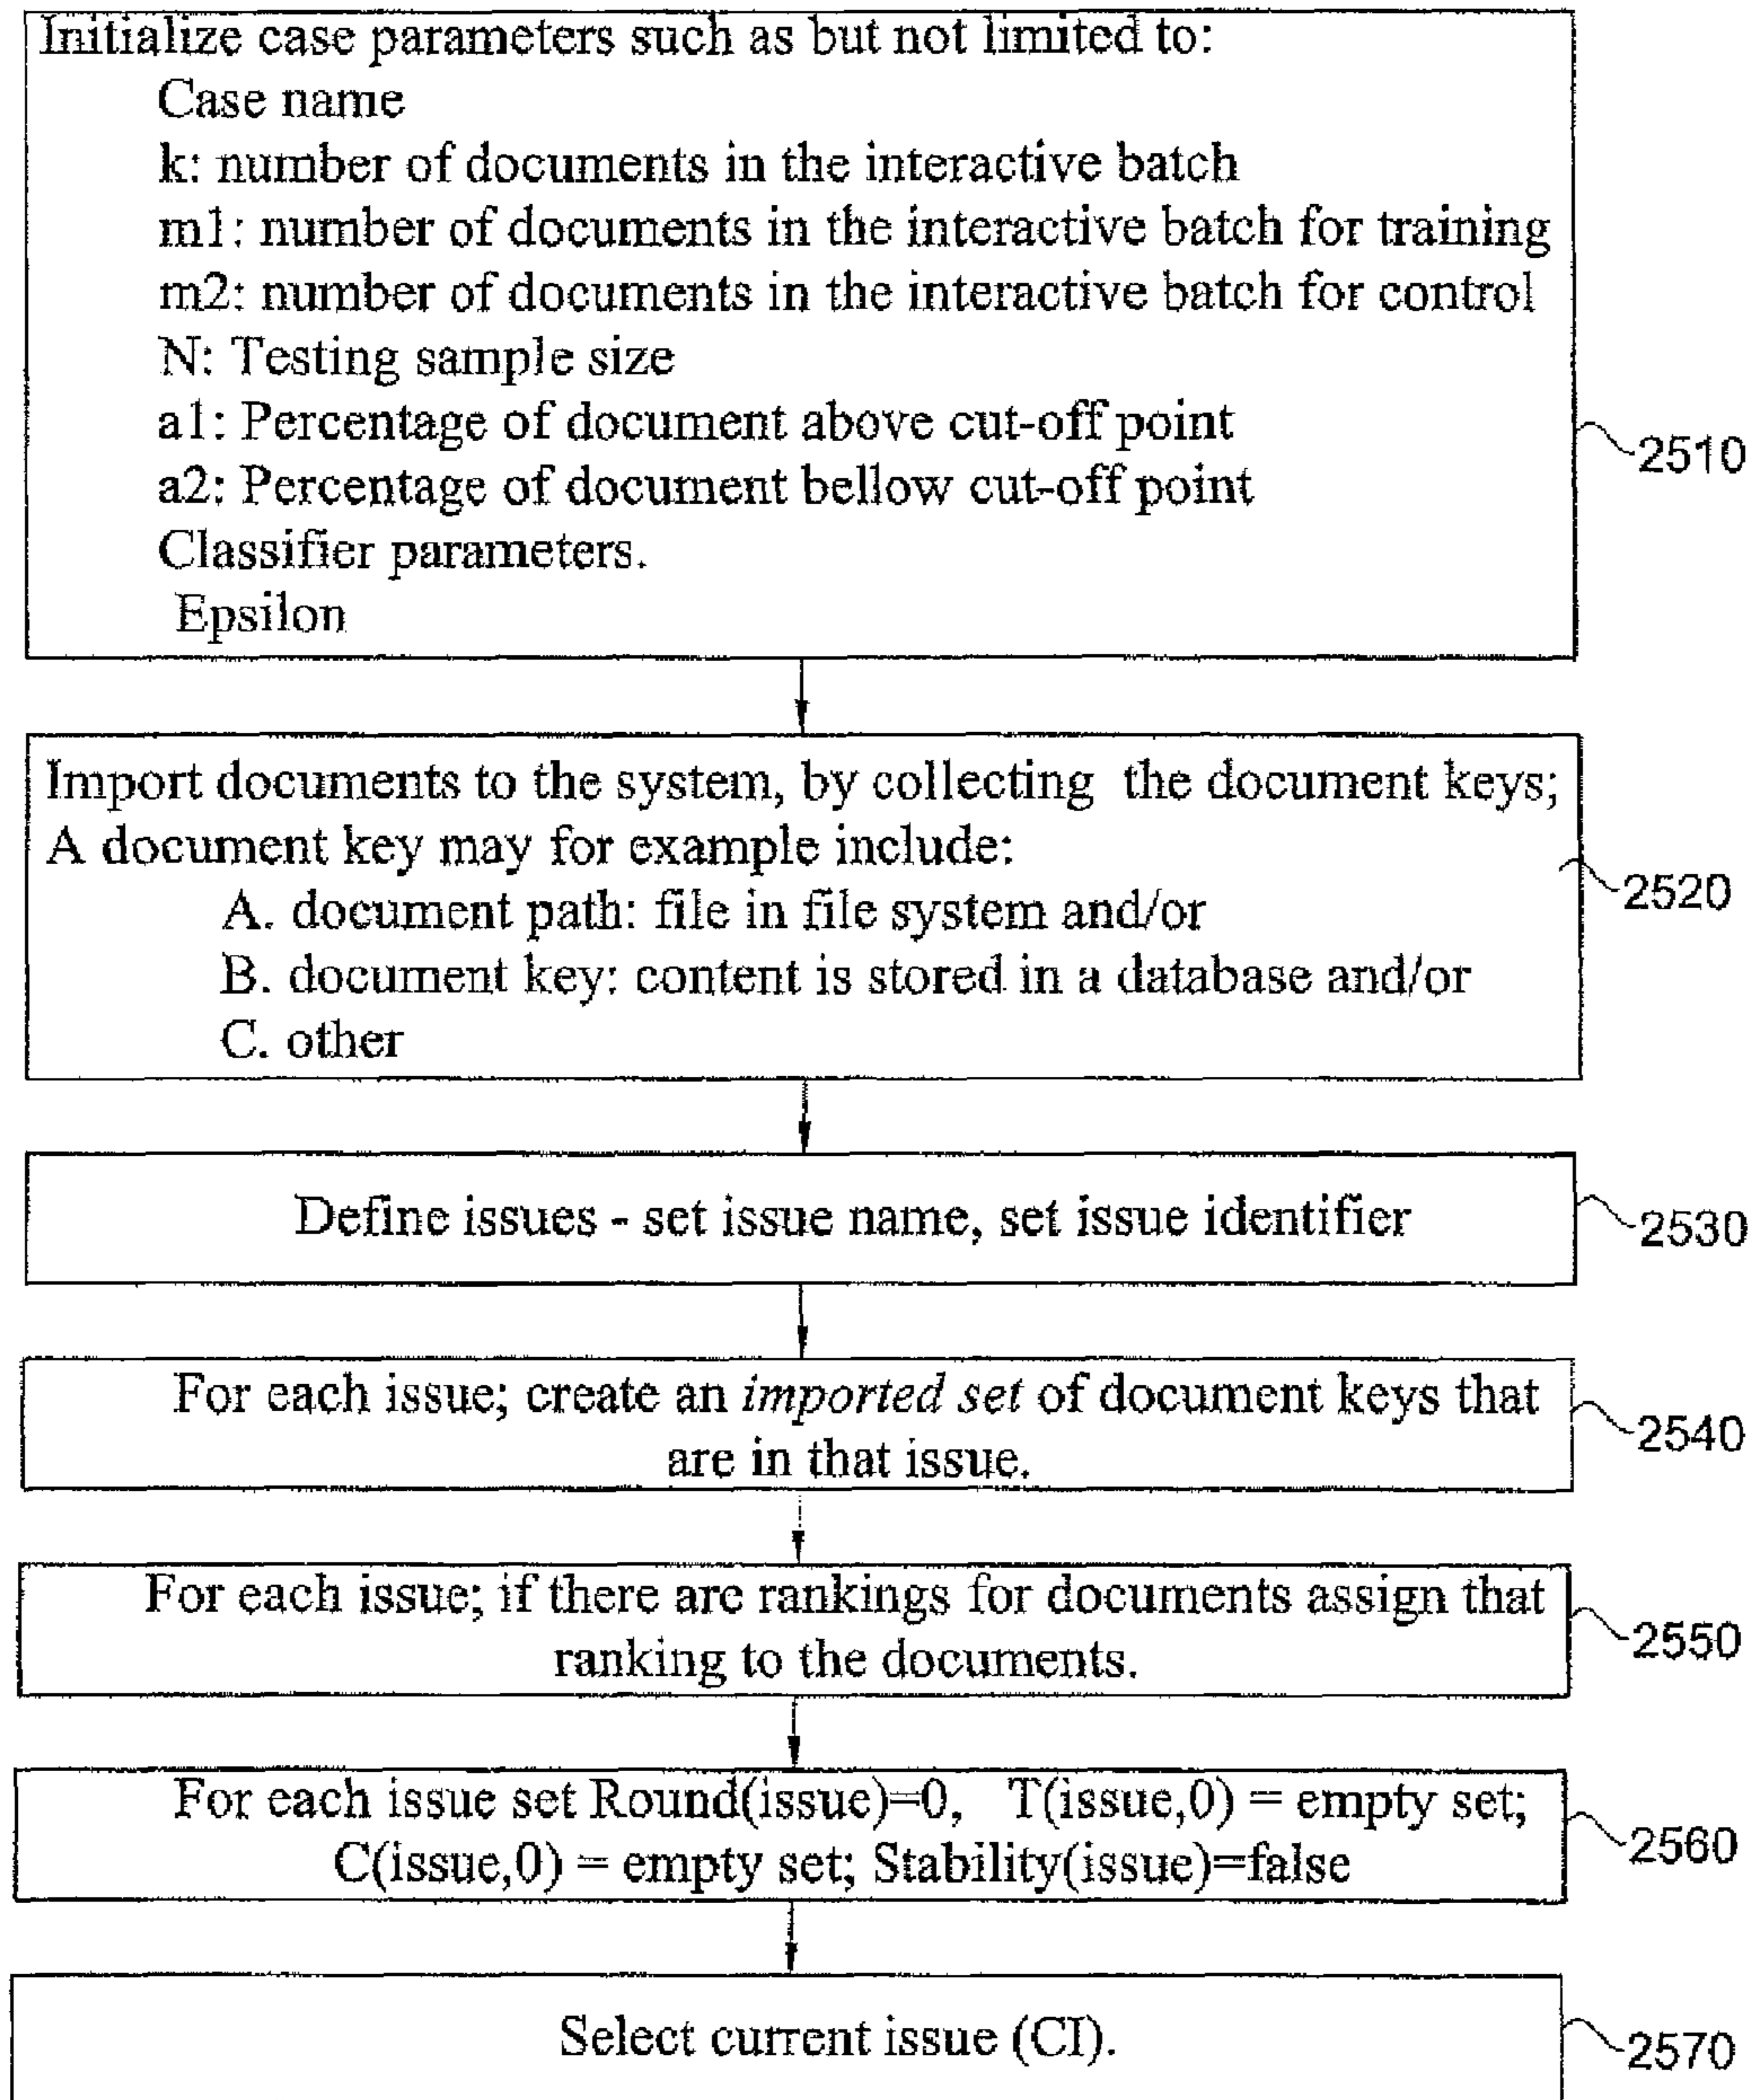 Initialize case parameters such as but not limited to:
Case name
k: number of documents in the interactive batch
m1: number of documents in the interactive batch for training
m2: number of documents in the interactive batch for control
N: Testing sample size
a1: Percentage of document above cut-off point
a2: Percentage of document bellow cut-off point
Classifier parameters.
Epsilon
2510
Import documents to the system, by collecting the document keys;
A document key may for example include:
A. document path: file in file system and/or
B. document key: content is stored in a database and/or
C. other
2520
Define issues - set issue name, set issue identifier
2530
For each issue; create an imported set of document keys that
are in that issue.
2540
For each issue; if there are rankings for documents assign that
ranking to the documents.
2550
For each issue set Round(issue)=0, T(issue,0) = empty set;
C(issue,0) = empty set; Stability(issue)=false
2560
Select current issue (CI).
2570